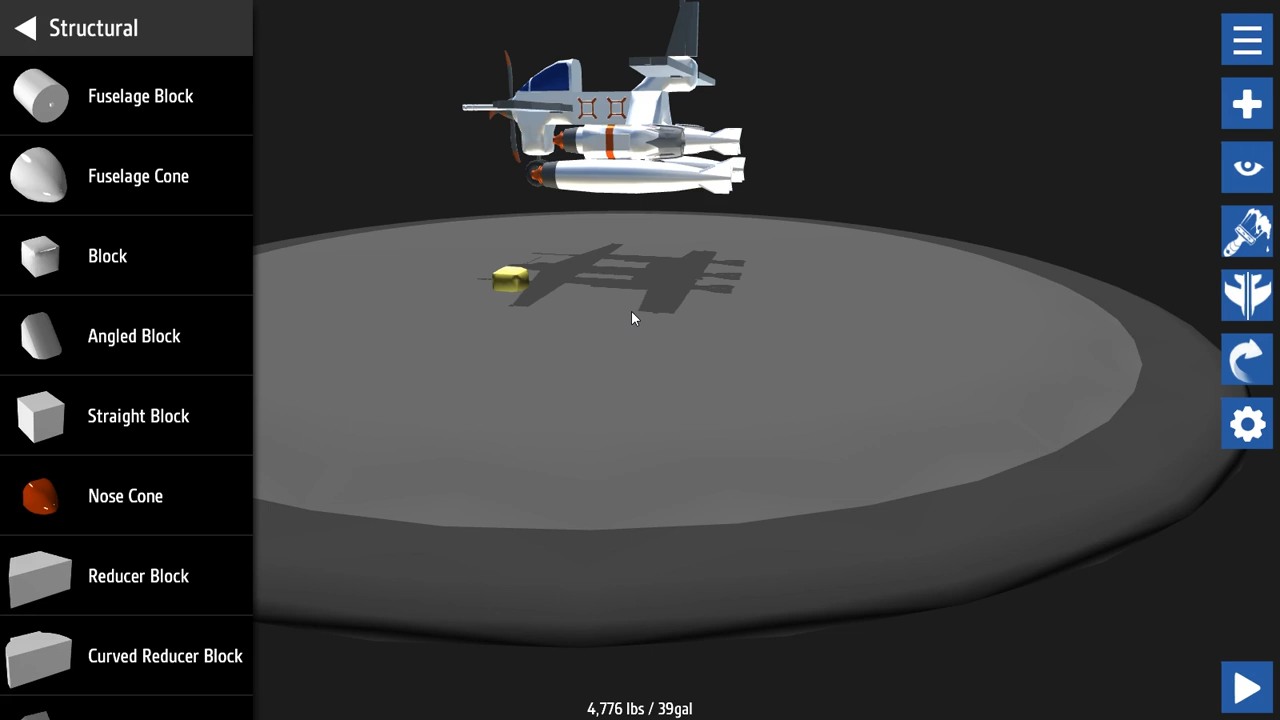 Structural
Fuselage Block
Fuselage Cone
Block
Angled Block
Straight Block
Nose Cone
Reducer Block
Curved Reducer Block
4,776 lbs / 39gal